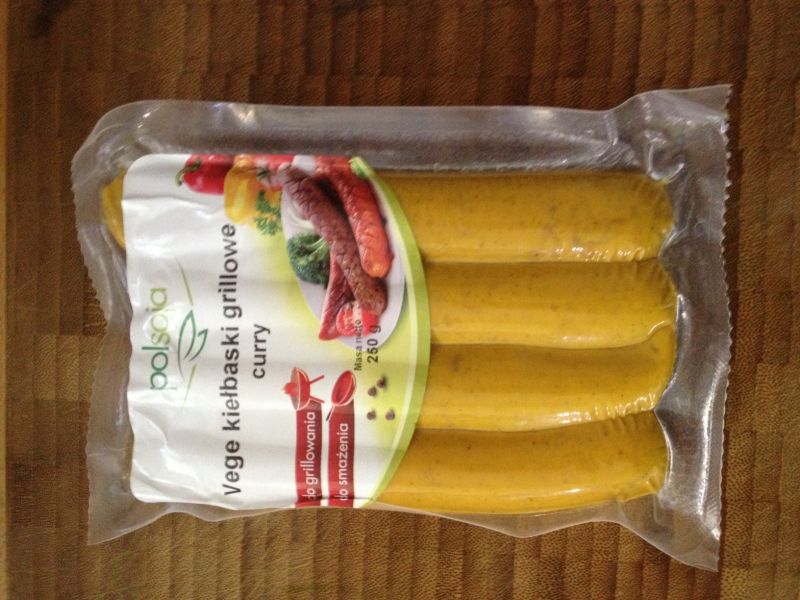 polsoja
Vege kiełbaski grillowe
curry
Masa netto
250 g
do grillowania
do smażenia